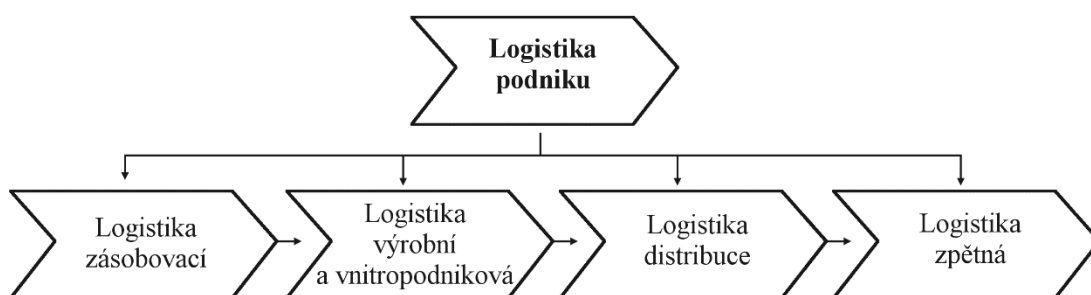 Logistika
podniku
Logistika
zásobovací
Logistika
výrobní
a vnitropodniková
Logistika
distribuce
Logistika
zpětná